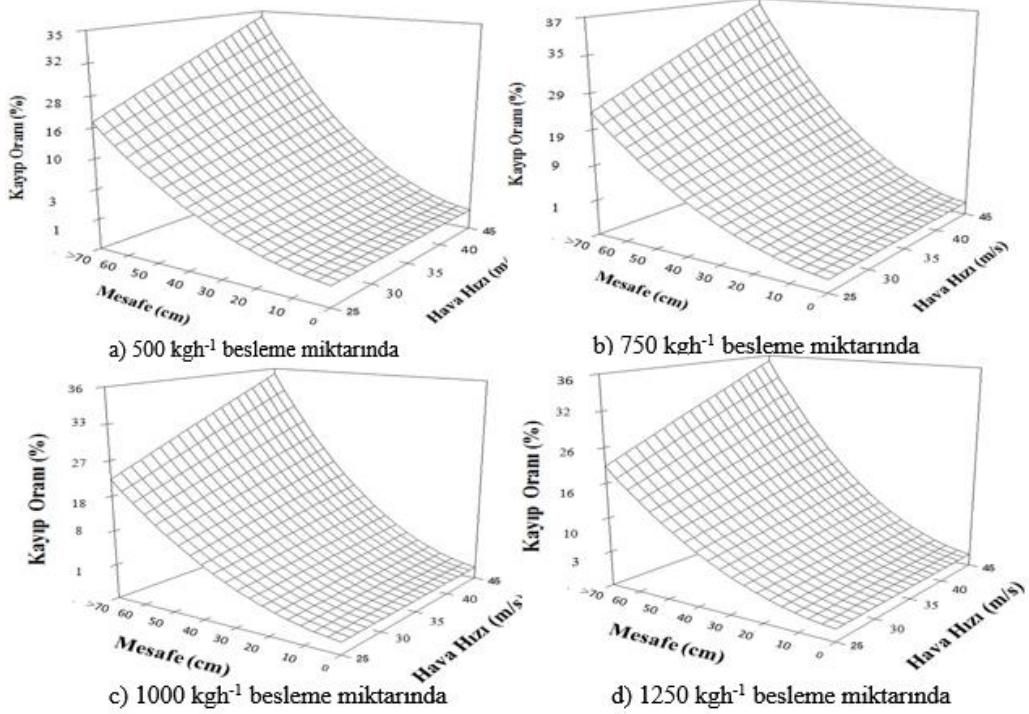 Kayıp Oranı (%)
35
32
28
16
10
3
1
>70 60 50 40 30 20 10 0
Mesafe (cm)
25 30 35 40 45
Hava Hızı (m/
a) 500 kgh-1 besleme miktarında
Kayıp Oranı (%)
37
35
29
19
9
1
>70 60 50 40 30 20 10 0
Mesafe (cm)
25 30 35 40 45
Hava Hızı (m/s)
b) 750 kgh-1 besleme miktarında
Kayıp Oranı (%)
36
33
27
18
8
1
>70 60 50 40 30 20 10 0
Mesafe (cm)
25 30 35 40 45
Hava Hızı (m/s
c) 1000 kgh-1 besleme miktarında
Kayıp Oranı (%)
36
32
26
16
10
3
>70 60 50 40 30 20 10 0
Mesafe (cm)
25 30 35 40 45
Hava Hızı (m/s)
d) 1250 kgh-1 besleme miktarında